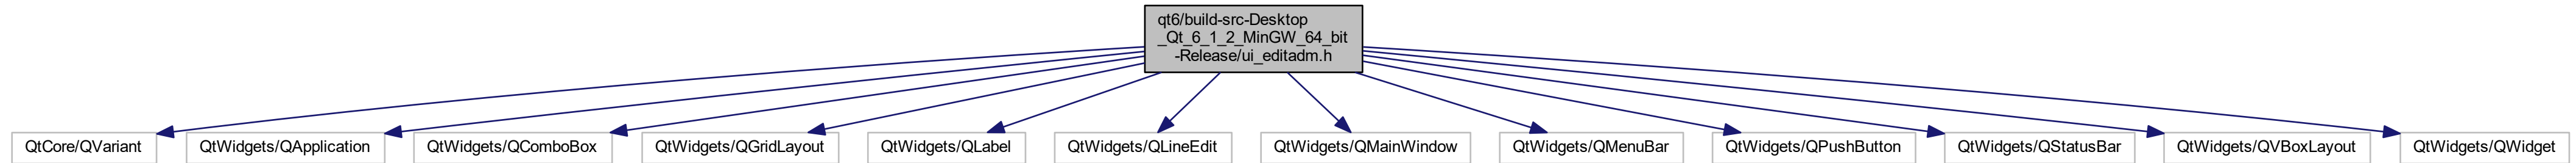 qt6/build-src-Desktop
_Qt_6_1_2_MinGW_64_bit
-Release/ui_editadm.h
QtCore/QVariant
QtWidgets/QApplication
QtWidgets/QComboBox
QtWidgets/QGridLayout
QtWidgets/QLabel
QtWidgets/QLineEdit
QtWidgets/QMainWindow
QtWidgets/QMenuBar
QtWidgets/QPushButton
QtWidgets/QStatusBar
QtWidgets/QVBoxLayout
QtWidgets/QWidget